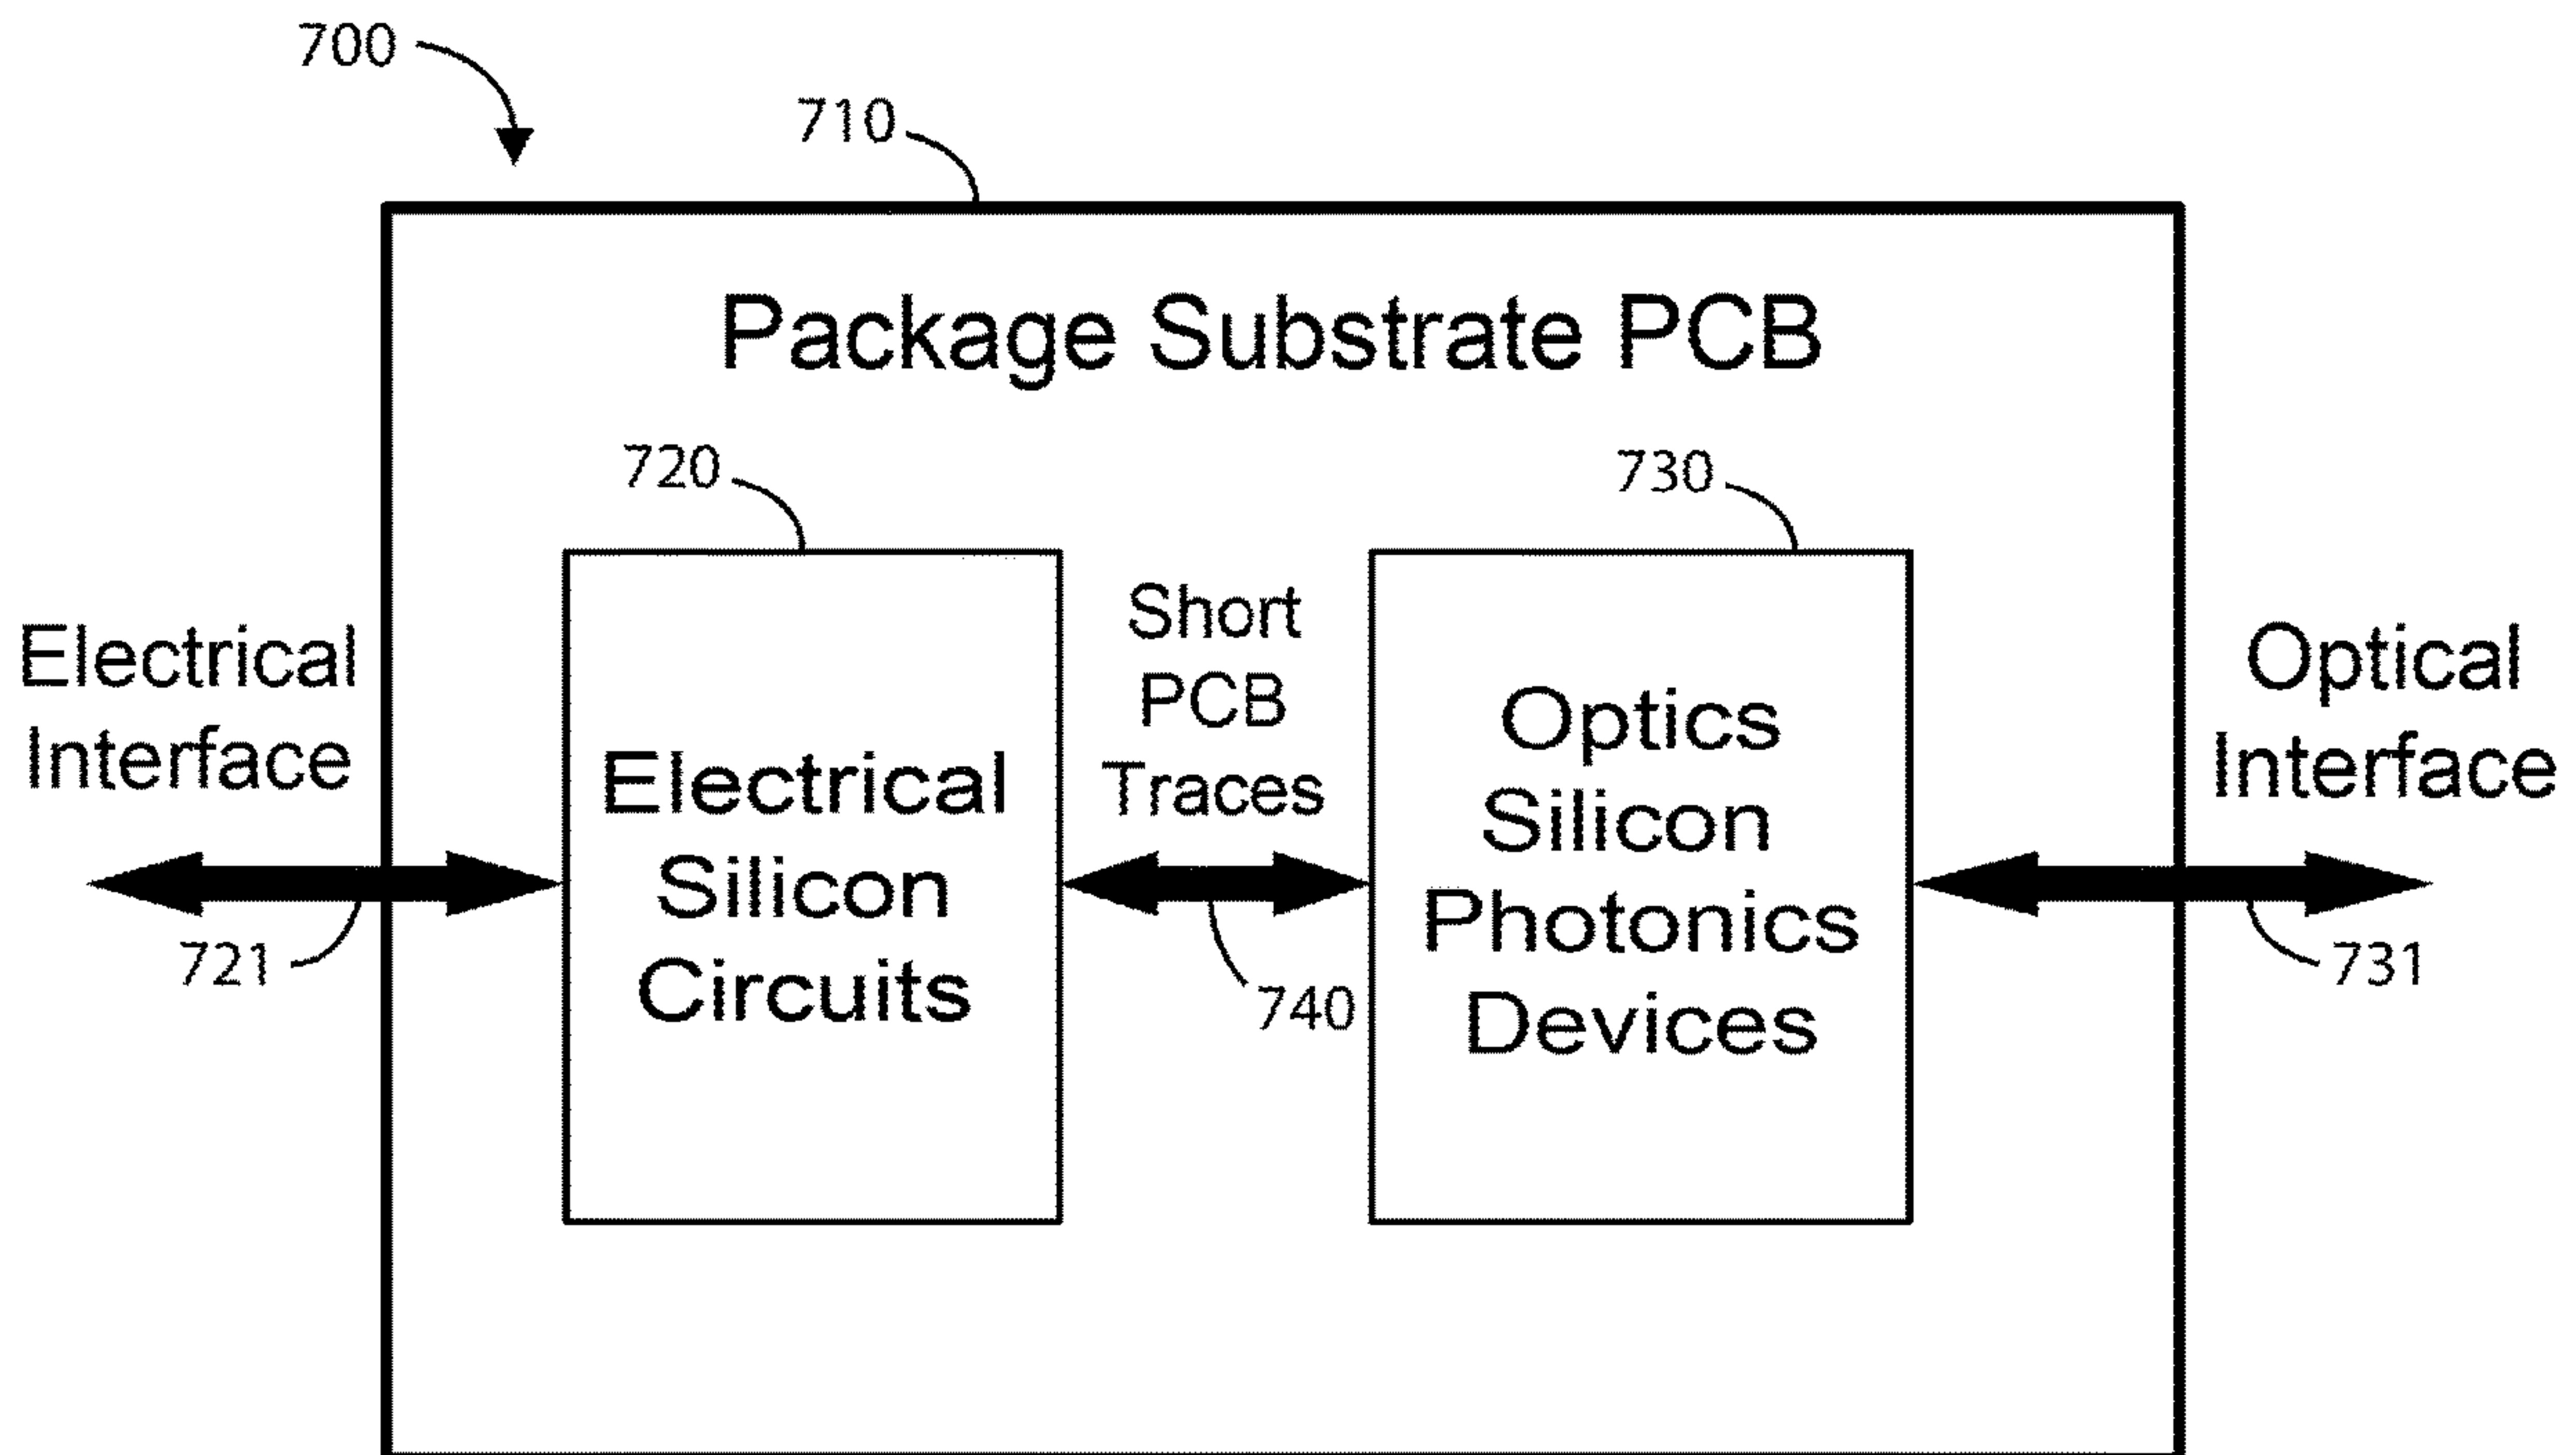 700
710
Package Substrate PCB
720
730
Electrical
Interface
Short
PCB
Traces
Optical
Interface
Electrical
Silicon
Circuits
Optics
Silicon
Photonics
Devices
721
740
731